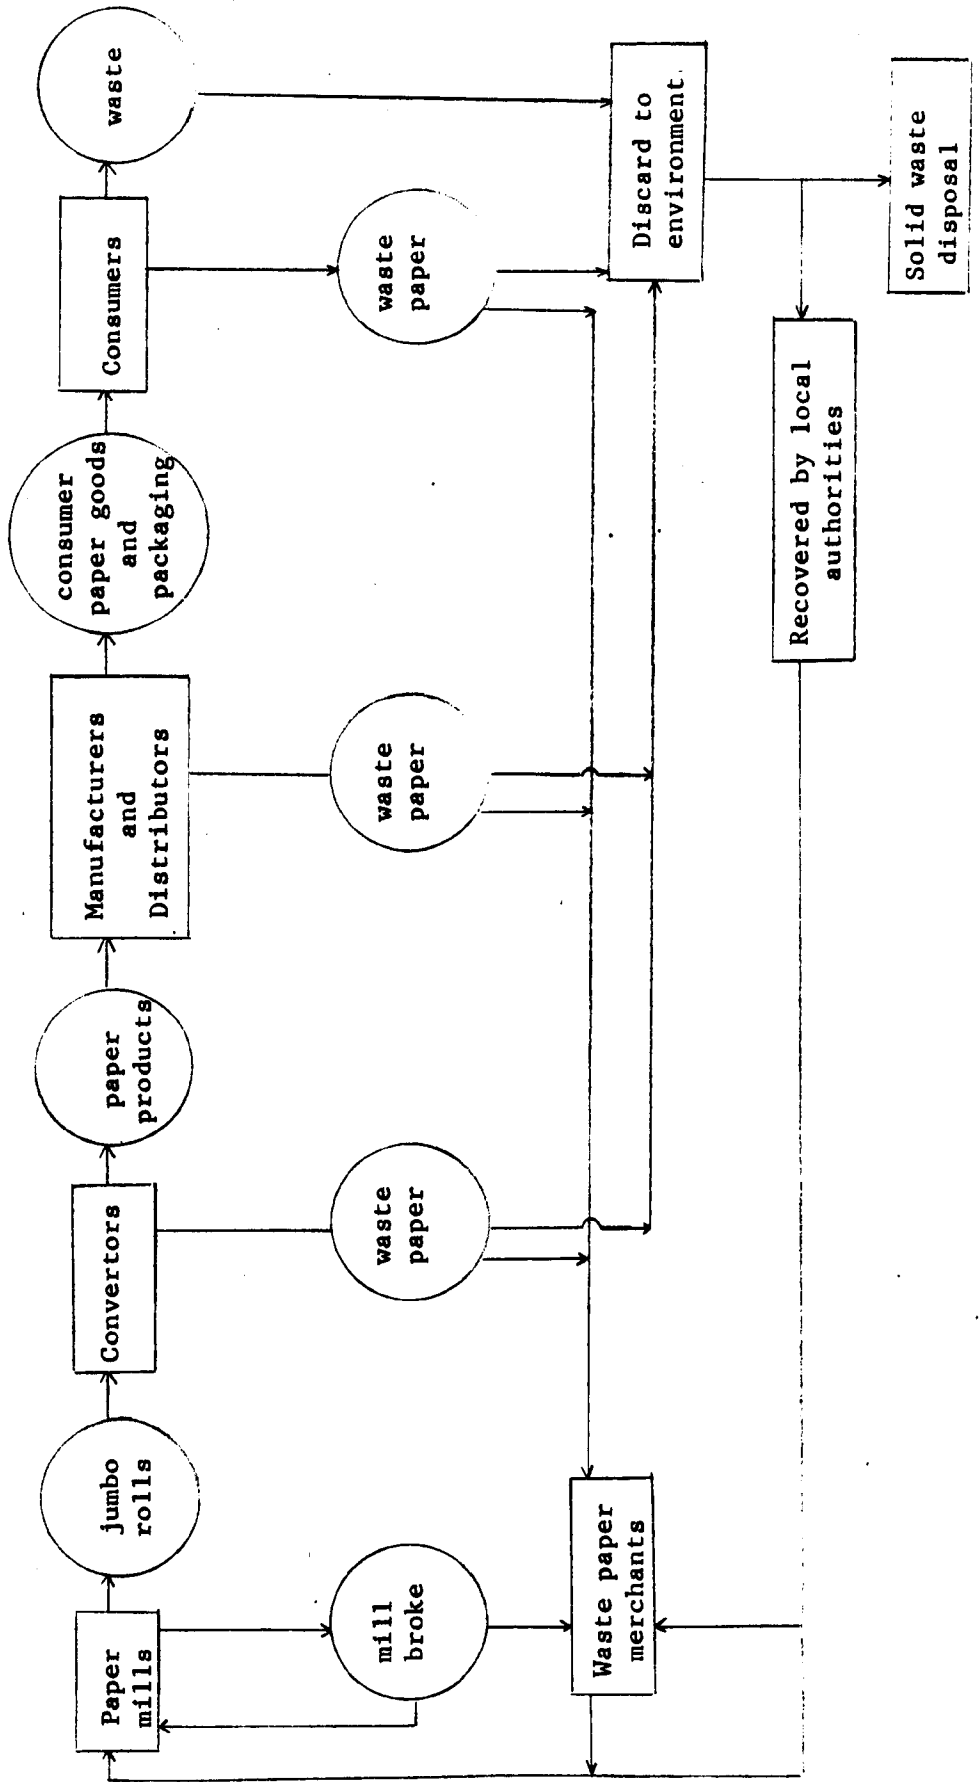 Paper
mills
jumbo
rolls
Convertors
paper
products
Manufacturers
and
Distributors
consumer
paper goods
and
packaging
Consumers
waste
mill
broke
waste
paper
waste
paper
waste
paper
Waste paper
merchants
Discard to
environment
Recovered by local
authorities
Solid waste
disposal